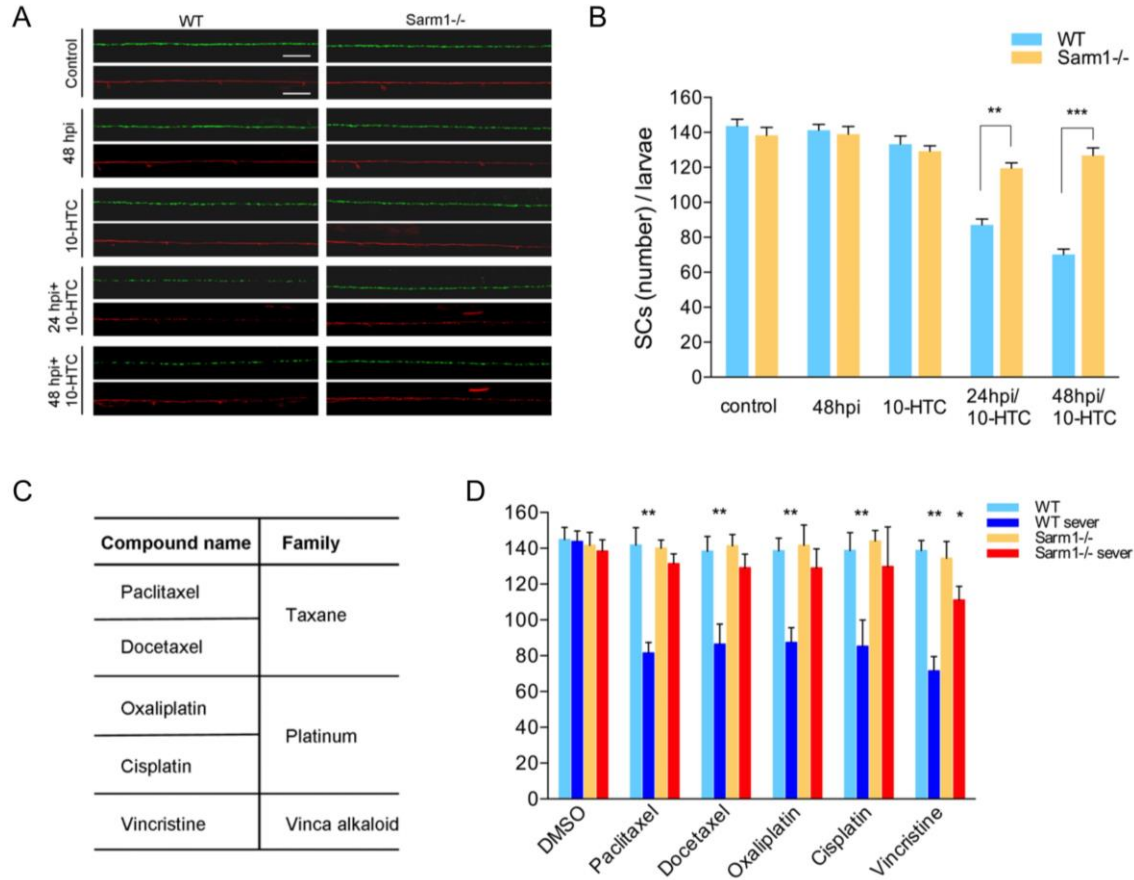 A
WT
Sarm1-/-
Control
48 hpi
10-HTC
24 hpi+
10-HTC
48 hpi+
10-HTC
B
WT
Sarm1-/-
SCs (number) / larvae
160
140
120
100
80
60
40
20
0
**
***
control
48hpi
10-HTC
24hpi/
10-HTC
48hpi/
10-HTC
C
Compound name Family
Paclitaxel
Taxane
Docetaxel
Oxaliplatin
Platinum
Cisplatin
Vincristine Vinca alkaloid
D
WT
WT sever
Sarm1-/-
Sarm1-/- sever
160
140
120
100
80
60
40
20
0
** ** ** ** ** *
DMSO
Paclitaxel
Docetaxel
Oxaliplatin
Cisplatin
Vincristine